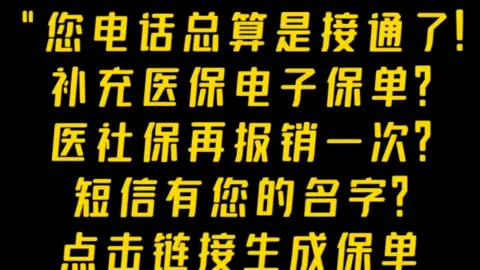 "您电话总算是接通了!
补充医保电子保单?
医社保再报销一次?
短信有您的名字?
点击链接生成保单